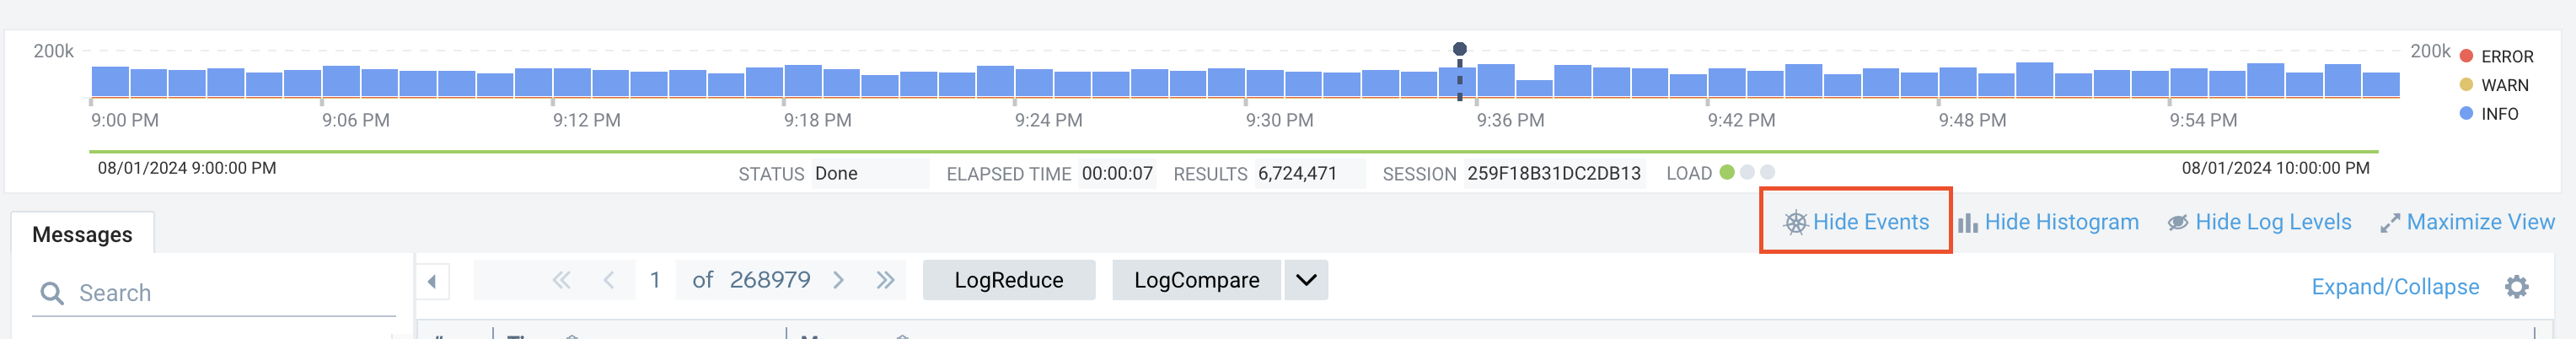 200k
200k
ERROR
WARN
INFO
9:00 PM 9:06 PM 9:12 PM 9:18 PM 9:24 PM 9:30 PM 9:36 PM 9:42 PM 9:48 PM 9:54 PM
08/01/2024 9:00:00 PM
08/01/2024 10:00:00 PM
STATUS Done ELAPSED TIME 00:00:07 RESULTS 6,724,471 SESSION 259F18B31DC2DB13 LOAD
Hide Events Hide Histogram Hide Log Levels Maximize View
Messages
Search
1 of 268979 LogReduce LogCompare
Expand/Collapse